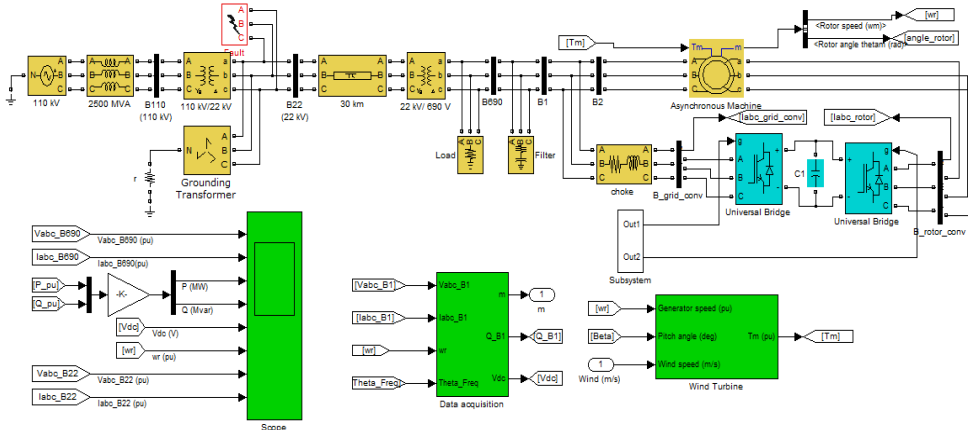 A
B
C
Fault
[Tm]
Tm
m
<Rotor speed (wm)>
[wr]
<Rotor angle thetam (rad)>
[angle_rotor]
N
A
B
C
110 kV
A
B
C
A
B
C
2500 MVA
B110
(110 kV)
A
B
C
a
b
c
110 kV/22 kV
B22
(22 kV)
A
B
C
A
B
C
30 km
A
B
C
a
b
c
22 kV/ 690 V
B690
B1
B2
A
B
C
a
b
c
Asynchronous Machine
N
A
B
C
Grounding
Transformer
r
A
B
C
Load
A
B
C
Filter
[Iabc_grid_conv]
[Iabc_rotor]
A
B
C
A
B
C
choke
B_grid_conv
g
A
B
C
+
-
Universal Bridge
C1
+
-
g
A
B
C
Universal Bridge
B_rotor_conv
Out1
Out2
Subsystem
Vabc_B690
Vabc_B690 (pu)
Iabc_B690
Iabc_B690(pu)
[P_pu]
[Q_pu]
-K-
P (MW)
Q (Mvar)
[Vdc]
Vdc (V)
[wr]
wr (pu)
Vabc_B22
Vabc_B22 (pu)
Iabc_B22
Iabc_B22 (pu)
Scope
[Vabc_B1]
[Iabc_B1]
[wr]
Theta_Freq]
Vabc_B1
Iabc_B1
wr
Theta_Freq
m
Q_B1
Vdc
Data acquisition
1
m
[Q_B1]
[Vdc]
[wr]
[Beta]
1
Wind (m/s)
Generator speed (pu)
Pitch angle (deg)
Wind speed (m/s)
Tm (pu)
Wind Turbine
[Tm]